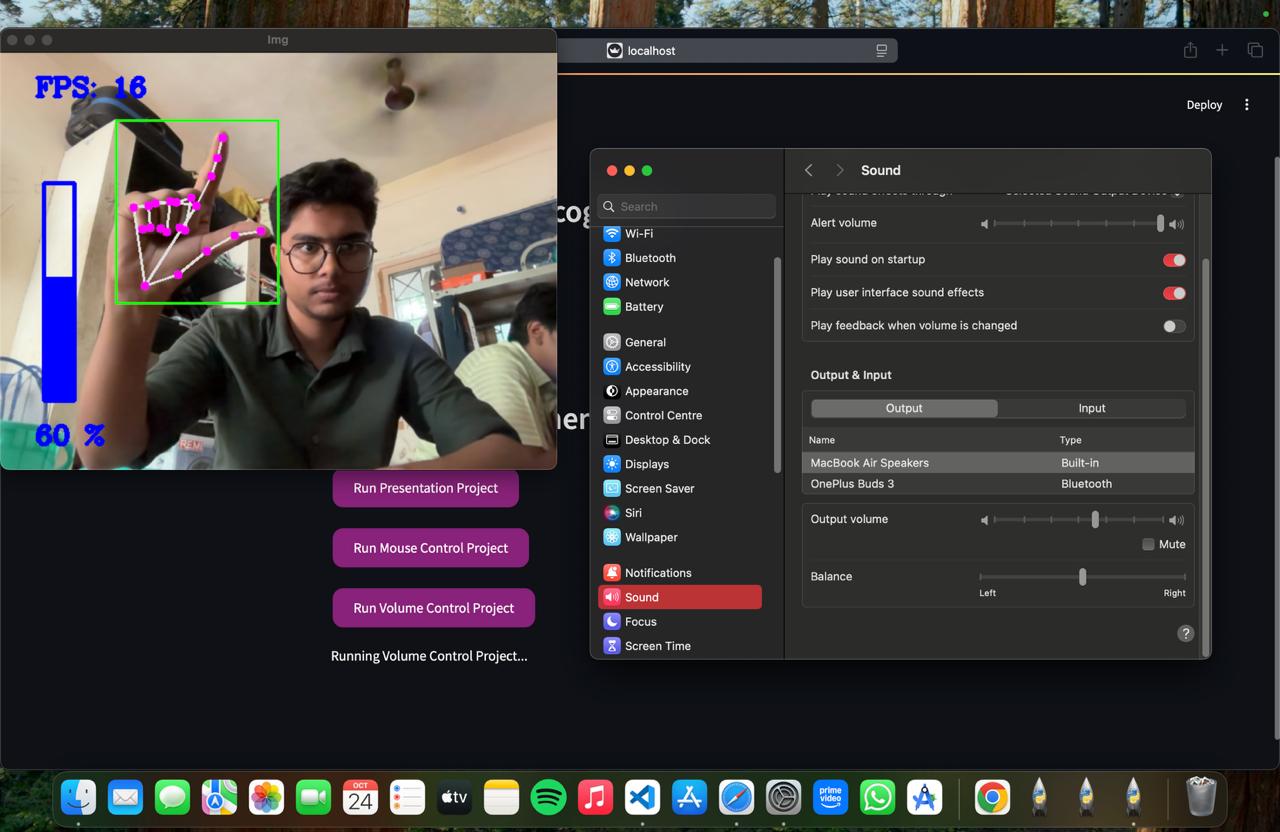 Img
localhost
FPS: 16
Deploy
Sound
Search
Alert volume
Wi-Fi
Bluetooth
Play sound on startup
Network
Play user interface sound effects
Battery
Play feedback when volume is changed
General
Accessibility
Output & Input
Appearance
Output
Input
Control Centre
Name
Type
Desktop & Dock
60 %
MacBook Air Speakers
Built-in
Displays
OnePlus Buds 3
Bluetooth
Screen Saver
Run Presentation Project
Siri
Output volume
Wallpaper
Mute
Run Mouse Control Project
Notifications
Balance
Left
Right
Sound
Run Volume Control Project
Focus
?
Screen Time
Running Volume Control Project...
OCT
24
tv
prime
video